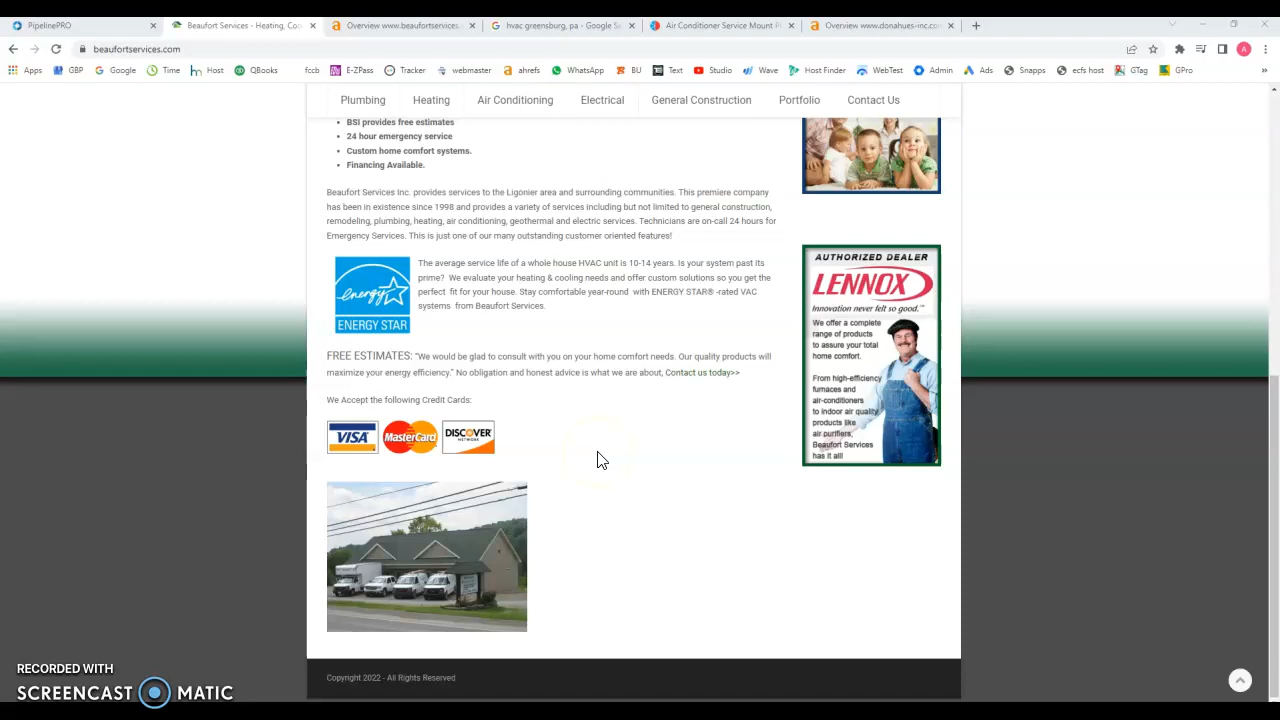 PipelinePRO
Beaufort Services - Heating, Coo
Overview www.beaufortservices.
hvac greensburg, pa - Google Se
Air Conditioner Service Mount P
Overview www.donahues-inc.com
beaufortservices.com
Apps GBP Google Time Host QBooks fccb E-ZPass Tracker webmaster ahrefs WhatsApp BU Text Studio Wave Host Finder WebTest Admin Ads Snapps ecfs host GTag GPro
Plumbing Heating Air Conditioning Electrical General Construction Portfolio Contact Us
• BSI provides free estimates
• 24 hour emergency service
• Custom home comfort systems.
• Financing Available.
Beaufort Services Inc. provides services to the Ligonier area and surrounding communities. This premiere company
has been in existence since 1998 and provides a variety of services including but not limited to general construction,
remodeling, plumbing, heating, air conditioning, geothermal and electric services. Technicians are on-call 24 hours for
Emergency Services. This is just one of our many outstanding customer oriented features!
energy
ENERGY STAR
The average service life of a whole house HVAC unit is 10-14 years. Is your system past its
prime? We evaluate your heating & cooling needs and offer custom solutions so you get the
perfect fit for your house. Stay comfortable year-round with ENERGY STAR® -rated VAC
systems from Beaufort Services.
FREE ESTIMATES: "We would be glad to consult with you on your home comfort needs. Our quality products will
maximize your energy efficiency." No obligation and honest advice is what we are about, Contact us today>>
We Accept the following Credit Cards:
VISA MasterCard DISCOVER
NETWORK
AUTHORIZED DEALER
LENNOX
Innovation never felt so good.™
We offer a complete
range of products
to assure your total
home comfort.
From high-efficiency
furnaces and
air-conditioners
to indoor air quality
products like
air purifiers,
Beaufort Services
has it all!
Copyright 2022 - All Rights Reserved
RECORDED WITH
SCREENCAST MATIC